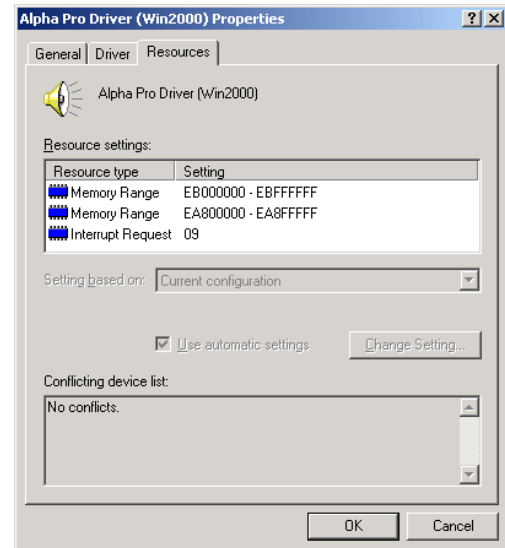 Alpha Pro Driver (Win2000) Properties
General Driver Resources
Alpha Pro Driver (Win2000)
Resource settings:
Resource type Setting
Memory Range EB000000 - EBFFFFFF
Memory Range EA800000 - EA8FFFFF
Interrupt Request 09
Setting based on: Current configuration
Use automatic settings Change Setting...
Conflicting device list:
No conflicts.
OK Cancel